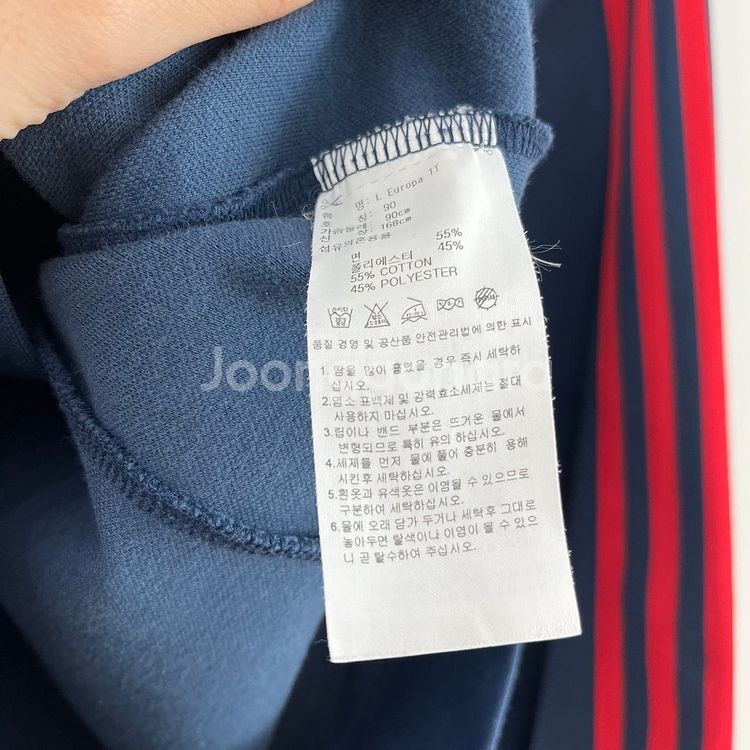 명: L Europa TT
칭: 90
90cm
168cm
섬유의혼용율
면 55%
폴리에스터 45%
55% COTTON
45% POLYESTER
품질 경영 및 공산품 안전관리법에 의한 표시
1. 땀을 많이 흘렸을 경우 즉시 세탁하
십시오.
2.염소 표백제 및 강력효소세제는 절대
사용하지 마십시오.
3.립이나 밴드 부분은 뜨거운 물에서
변형되므로 특히 유의 하십시오.
4.세제를 먼저 물에 풀어 충분히 용해
시킨후 세탁하십시오.
5.흰옷과 유색옷은 이염될 수 있으므로
구분하여 세탁하십시오.
6.물에 오래 담가 두거나 세탁후 그대로
놓아두면 탈색이나 이염이 될 수 있으
니 곧 탈수하여 주십시오.